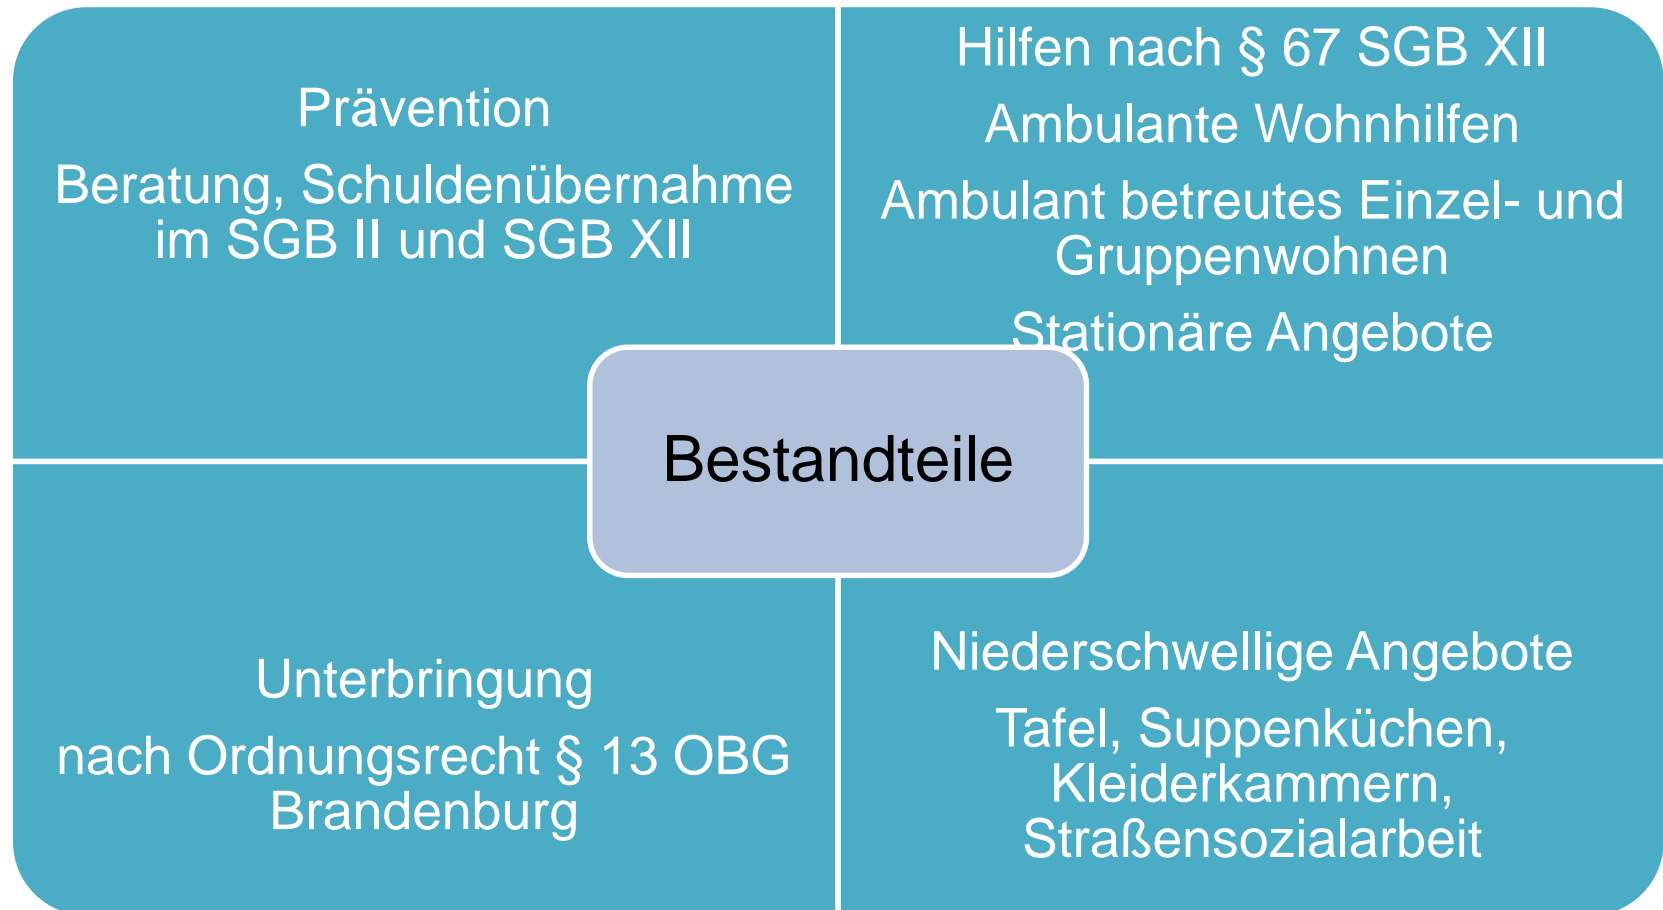 Prävention
Beratung, Schuldenübernahme
im SGB II und SGB XII
Hilfen nach § 67 SGB XII
Ambulante Wohnhilfen
Ambulant betreutes Einzel- und
Gruppenwohnen
Stationäre Angebote
Bestandteile
Unterbringung
nach Ordnungsrecht § 13 OBG
Brandenburg
Niederschwellige Angebote
Tafel, Suppenküchen,
Kleiderkammern,
Straßensozialarbeit